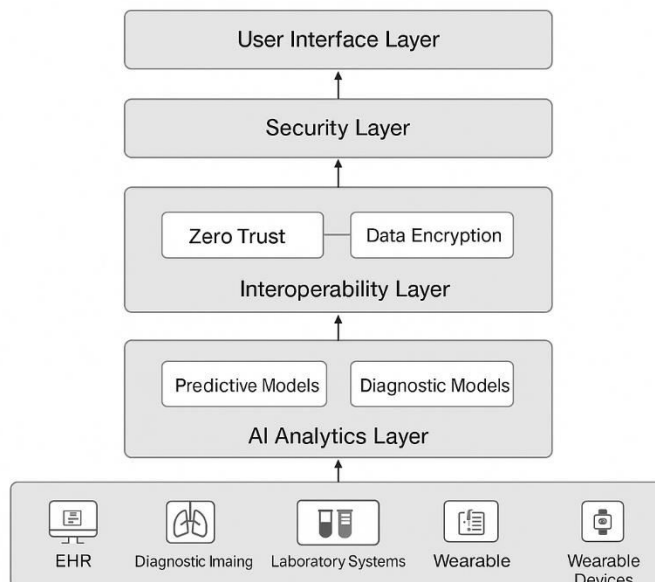 User Interface Layer
Security Layer
Zero Trust
Data Encryption
Interoperability Layer
Predictive Models
Diagnostic Models
AI Analytics Layer
EHR
Diagnostic Imaing
Laboratory Systems
Wearable
Wearable
Devices